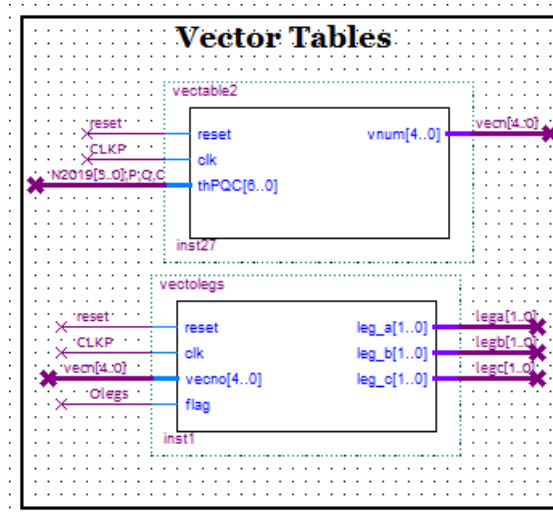 Vector Tables
vectable2
reset reset vnum[4..0] vecn[4..0]
CLKP clk
N2019[3..0],P,Q,C thPQC[6..0]
inst27
vectolegs
reset reset leg_a[1..0] lega[1..0]
CLKP clk leg_b[1..0] legb[1..0]
vecn[4..0] vecno[4..0] leg_c[1..0] legc[1..0]
Olegs flag
inst1